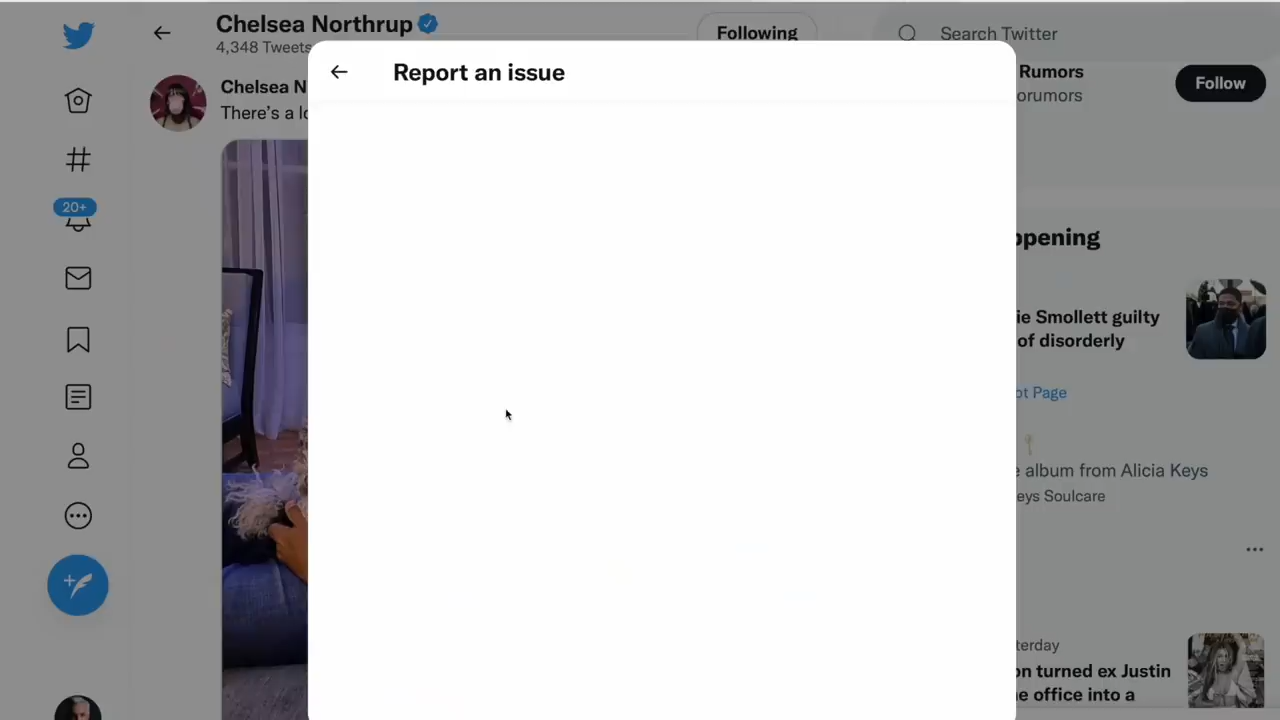 Chelsea Northrup
4,348 Tweets
Following
Search Twitter
Report an issue
Chelsea N
There's a lo
20+
Rumors
orumors
Follow
opening
ie Smollett guilty
of disorderly
ot Page
e album from Alicia Keys
eys Soulcare
terday
on turned ex Justin
e office into a